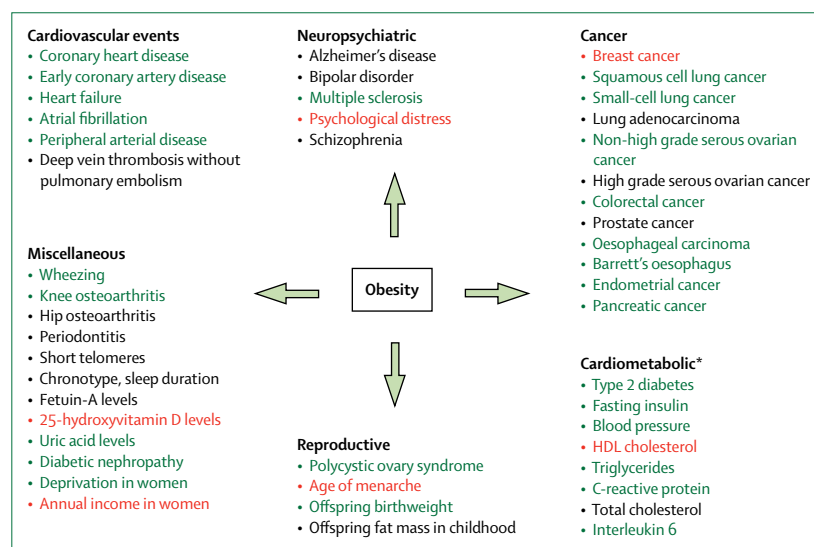 Cardiovascular events
• Coronary heart disease
• Early coronary artery disease
• Heart failure
• Atrial fibrillation
• Peripheral arterial disease
• Deep vein thrombosis without
pulmonary embolism
Neuropsychiatric
• Alzheimer's disease
• Bipolar disorder
• Multiple sclerosis
• Psychological distress
• Schizophrenia
Cancer
• Breast cancer
• Squamous cell lung cancer
• Small-cell lung cancer
• Lung adenocarcinoma
• Non-high grade serous ovarian
cancer
• High grade serous ovarian cancer
• Colorectal cancer
• Prostate cancer
• Oesophageal carcinoma
• Barrett's oesophagus
• Endometrial cancer
• Pancreatic cancer
Miscellaneous
• Wheezing
• Knee osteoarthritis
• Hip osteoarthritis
• Periodontitis
• Short telomeres
• Chronotype, sleep duration
• Fetuin-A levels
• 25-hydroxyvitamin D levels
• Uric acid levels
• Diabetic nephropathy
• Deprivation in women
• Annual income in women
Obesity
Reproductive
• Polycystic ovary syndrome
• Age of menarche
• Offspring birthweight
• Offspring fat mass in childhood
Cardiometabolic*
• Type 2 diabetes
• Fasting insulin
• Blood pressure
• HDL cholesterol
• Triglycerides
• C-reactive protein
• Total cholesterol
• Interleukin 6